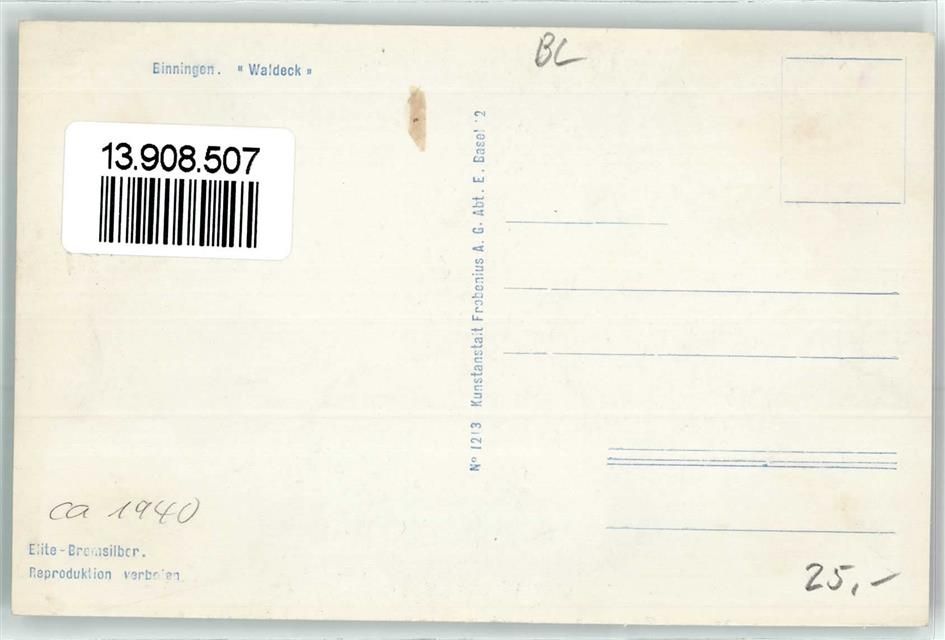 BL
Binningen. « Waldeck »
13.908.507
Nº 1213 Kunstanstalt Frobenius A. G. Abt. E. Basel 2
ca 1940
Elite-Bromsilber.
Reproduktion verboten
25,-